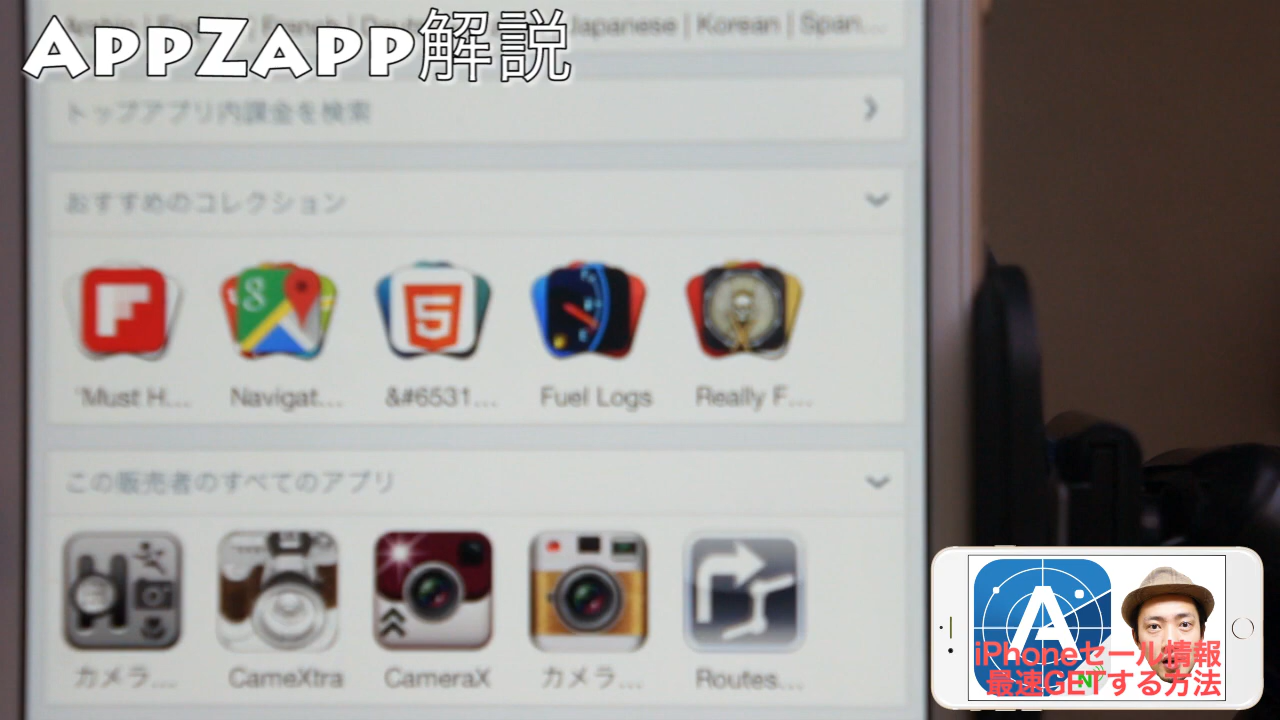 AppZapp解説
Japanese | Korean | Span...
トップアプリ内課金を検索
おすすめのコレクション
"Must H...
Navigat...
&#6531...
Fuel Logs
Really F...
この販売者のすべてのアプリ
カメラ...
CameXtra
Camera...
カメラ...
Routes...
iPhoneセール情報
最速GETする方法